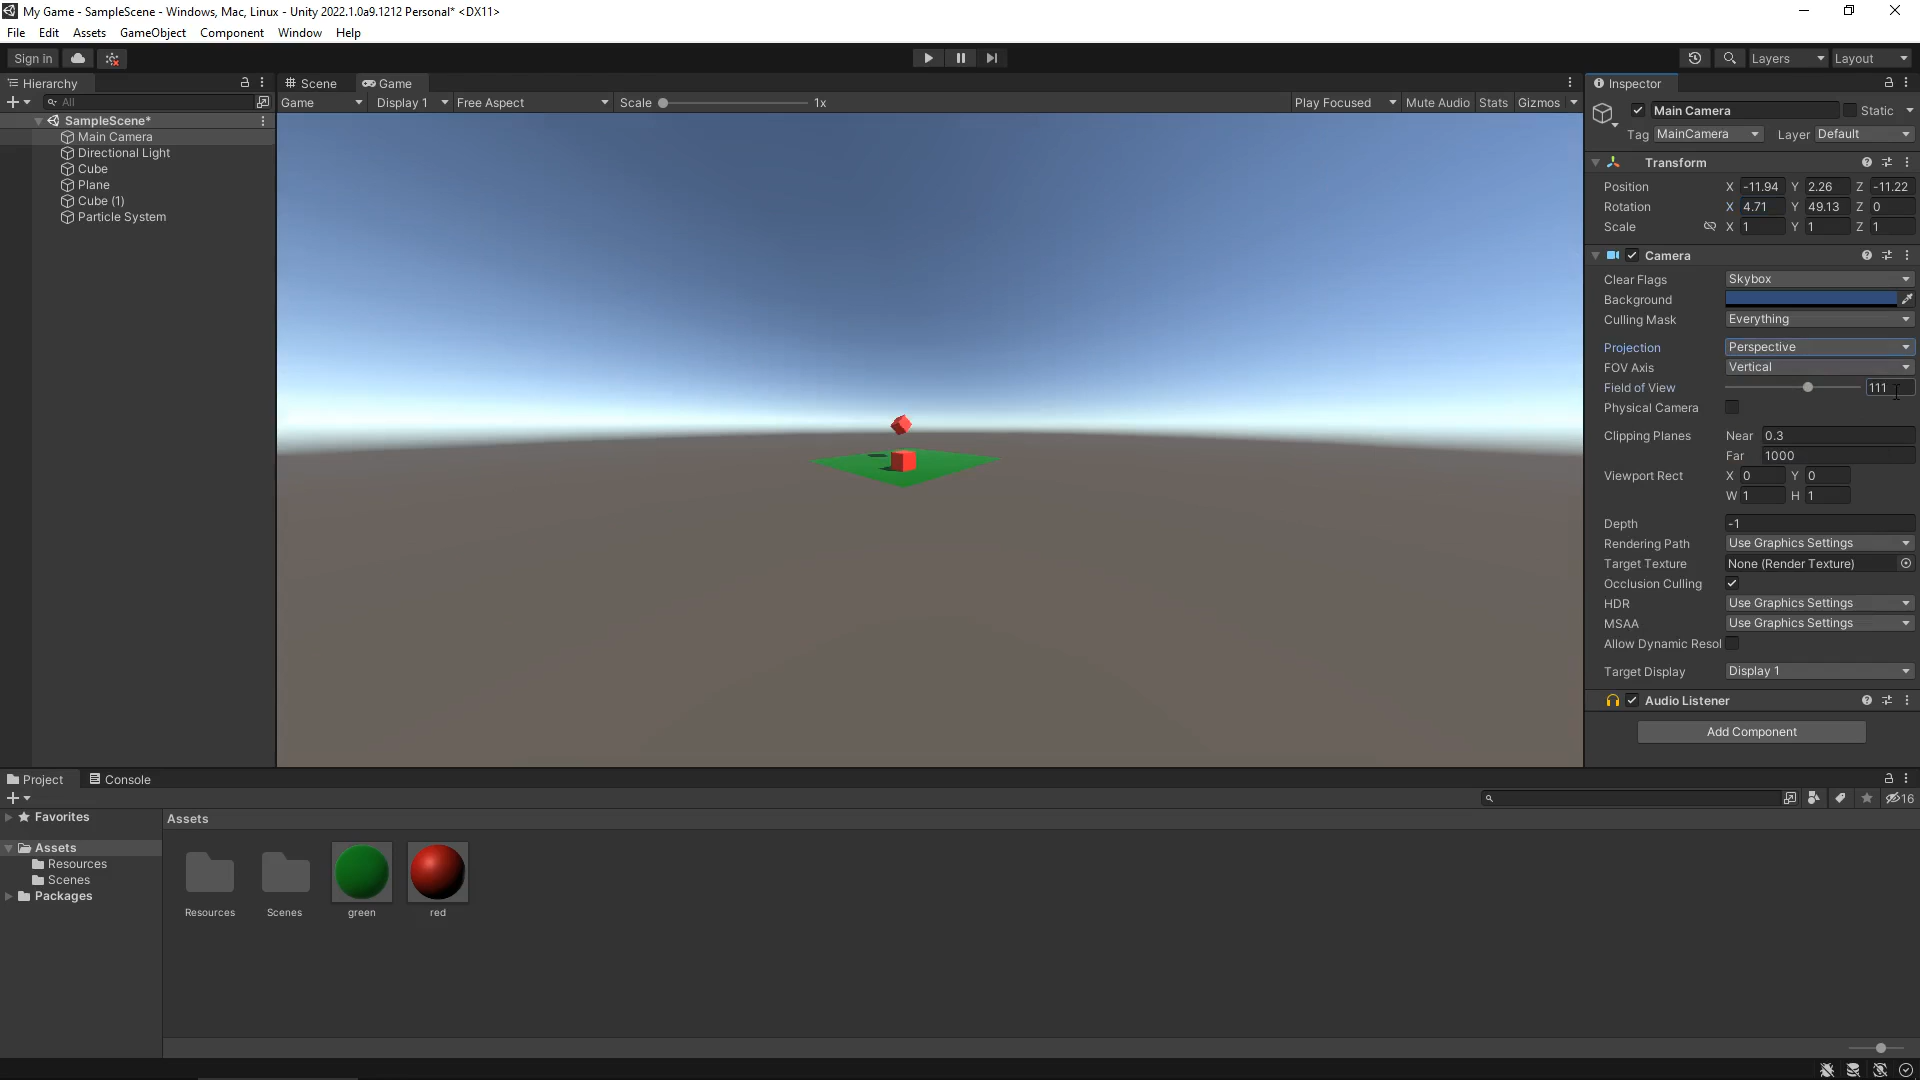 My Game - SampleScene - Windows, Mac, Linux - Unity 2022.1.0a9.1212 Personal* <DX11>
File Edit Assets GameObject Component Window Help
Sign in Layers Layout
Hierarchy
All
SampleScene*
Main Camera
Directional Light
Cube
Plane
Cube (1)
Particle System
Scene Game
Game Display 1 Free Aspect Scale 1x Play Focused Mute Audio Stats Gizmos
Inspector
Main Camera Static
Tag MainCamera Layer Default
Transform
Position X -11.94 Y 2.26 Z -11.22
Rotation X 4.71 Y 49.13 Z 0
Scale X 1 Y 1 Z 1
Camera
Clear Flags Skybox
Background
Culling Mask Everything
Projection Perspective
FOV Axis Vertical
Field of View 111
Physical Camera
Clipping Planes Near 0.3
Far 1000
Viewport Rect X 0 Y 0
W 1 H 1
Depth -1
Rendering Path Use Graphics Settings
Target Texture None (Render Texture)
Occlusion Culling
HDR Use Graphics Settings
MSAA Use Graphics Settings
Allow Dynamic Resol
Target Display Display 1
Audio Listener
Add Component
Project Console
16
Favorites
Assets
Resources
Scenes
Packages
Assets
Resources Scenes green red